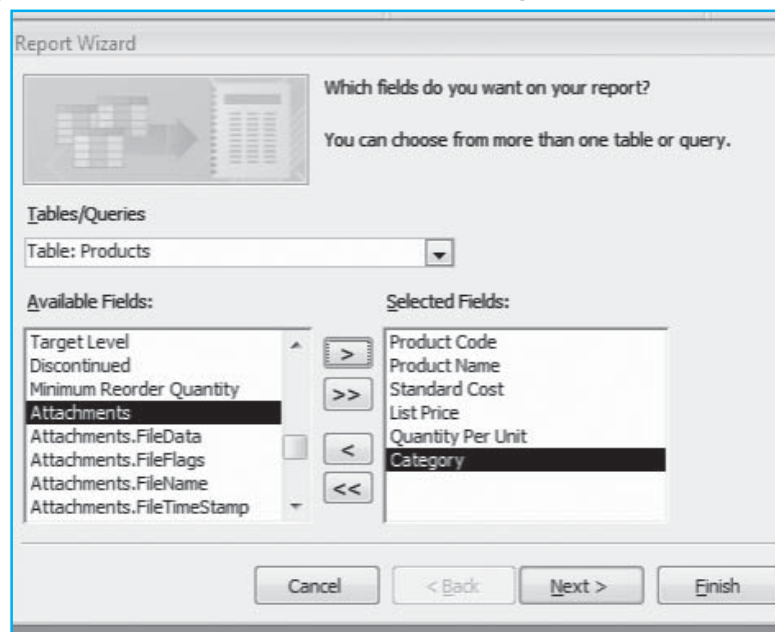 Report Wizard
Which fields do you want on your report?
You can choose from more than one table or query.
Tables/Queries
Table: Products
Available Fields:
Target Level
Discontinued
Minimum Reorder Quantity
Attachments
Attachments.FileData
Attachments.FileFlags
Attachments.FileName
Attachments.FileTimeStamp
>
>>
<
<<
Selected Fields:
Product Code
Product Name
Standard Cost
List Price
Quantity Per Unit
Category
Cancel
< Back
Next >
Finish